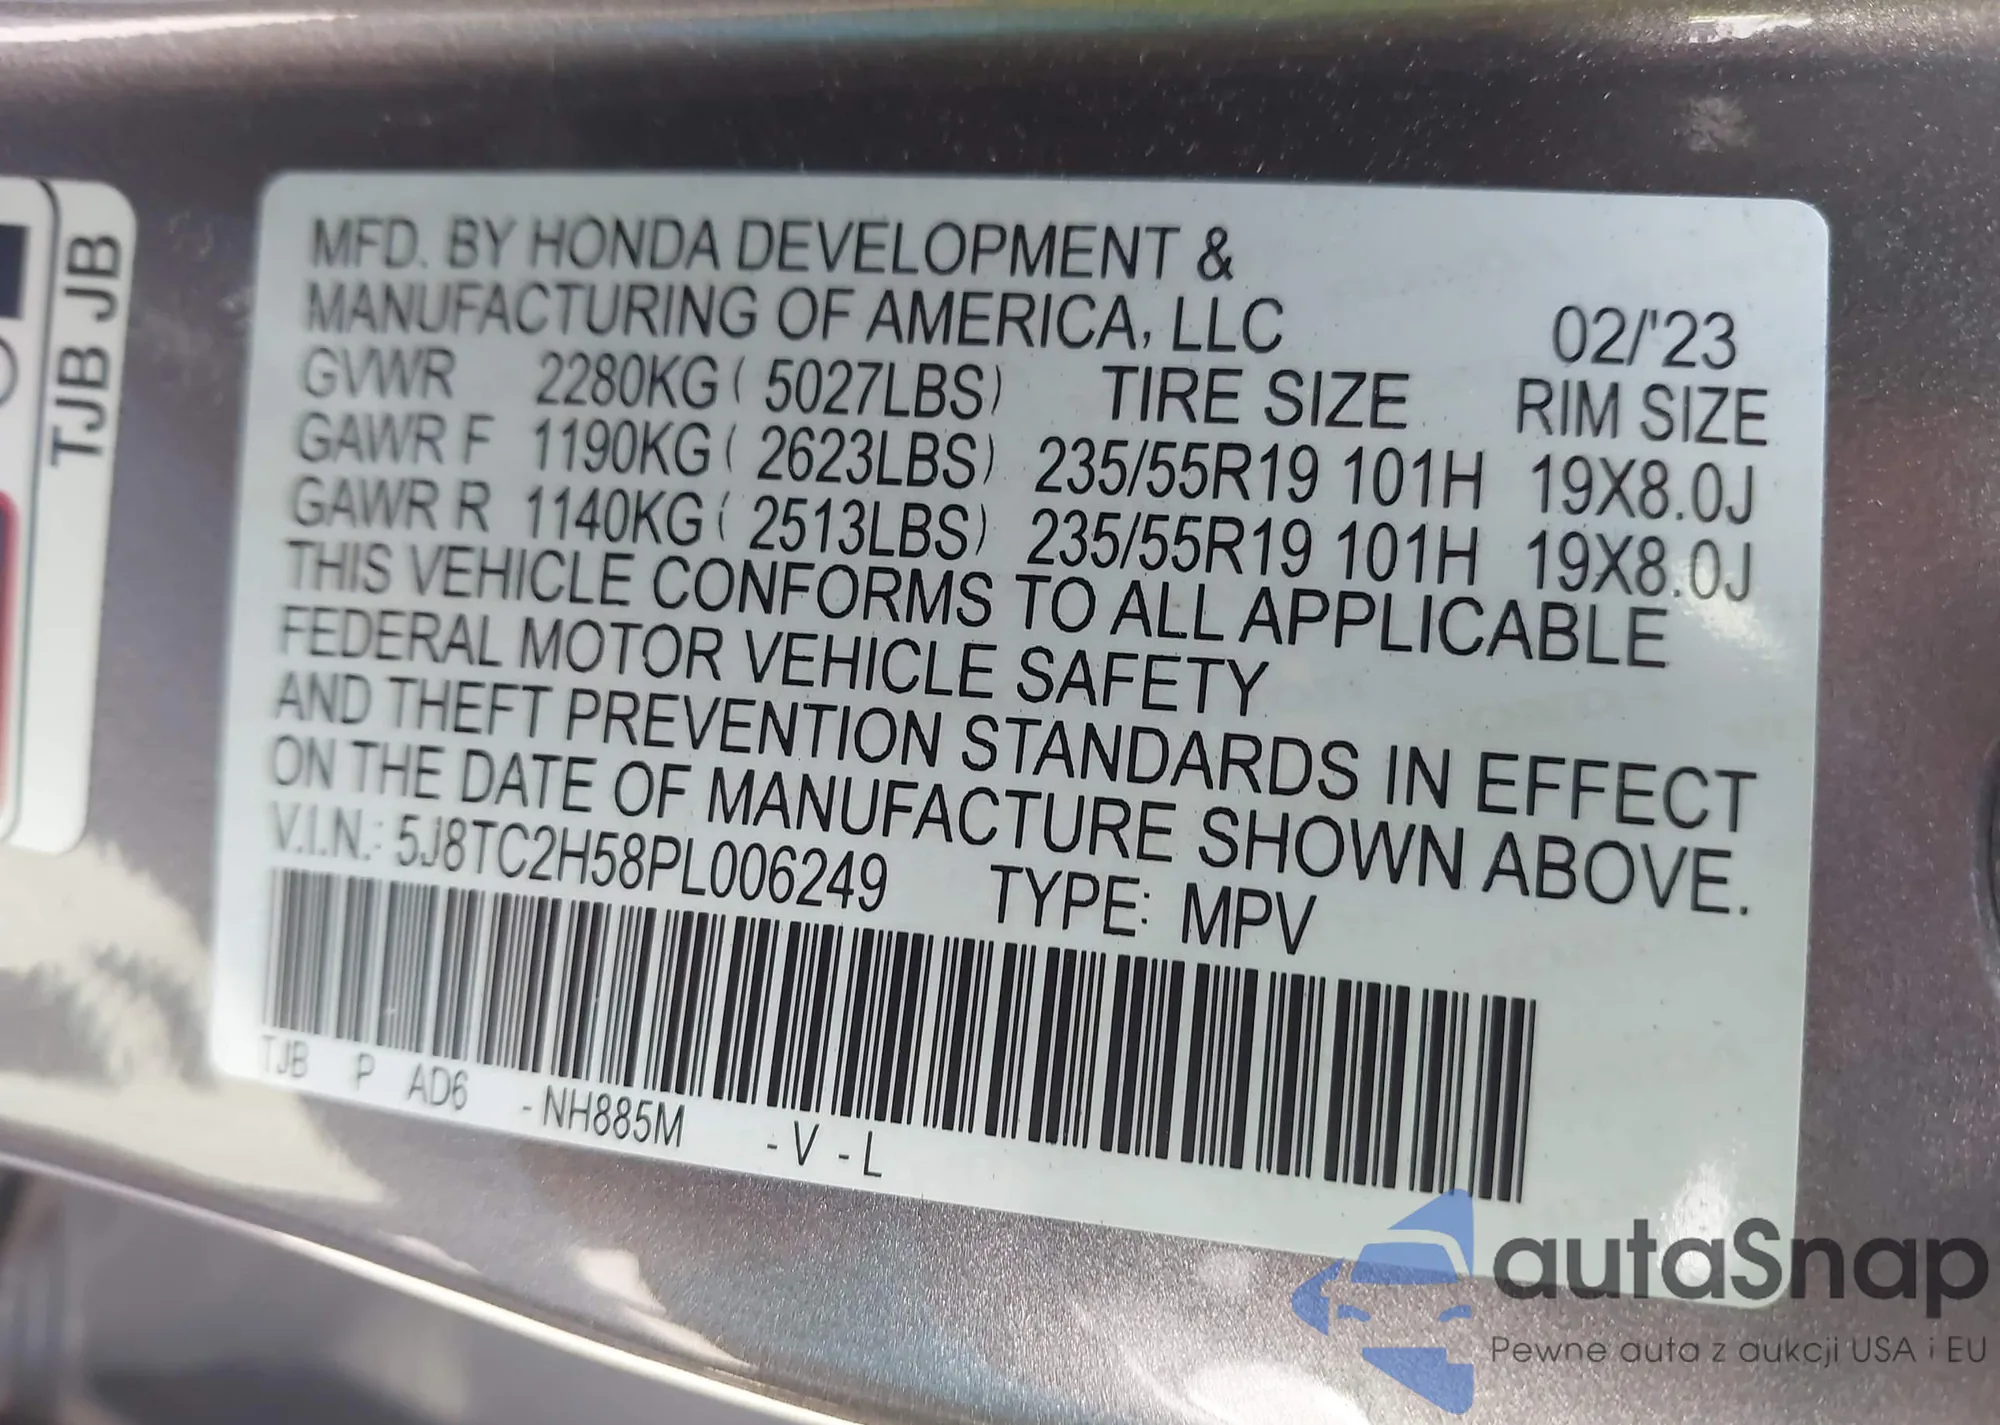 TJB JB
MFD. BY HONDA DEVELOPMENT &
MANUFACTURING OF AMERICA, LLC 02/'23
GVWR 2280KG ( 5027LBS) TIRE SIZE RIM SIZE
GAWR F 1190KG ( 2623LBS) 235/55R19 101H 19X8.0J
GAWR R 1140KG ( 2513LBS) 235/55R19 101H 19X8.0J
THIS VEHICLE CONFORMS TO ALL APPLICABLE
FEDERAL MOTOR VEHICLE SAFETY
AND THEFT PREVENTION STANDARDS IN EFFECT
ON THE DATE OF MANUFACTURE SHOWN ABOVE.
V.I.N.: 5J8TC2H58PL006249 TYPE: MPV
TJB P AD6 -NH885M -V -L
autaSnap
Pewne auta z aukcji USA i EU